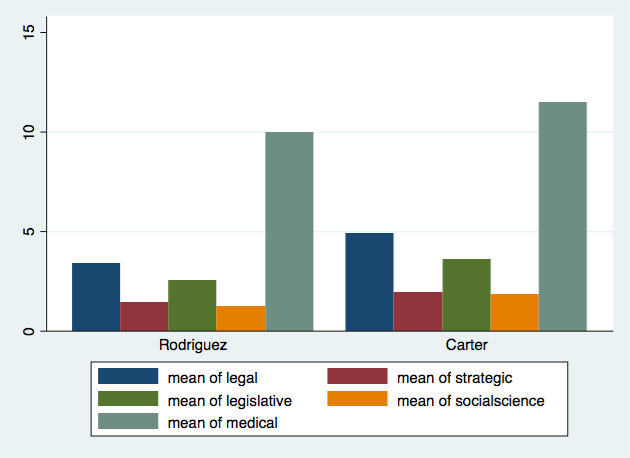 15
10
5
0
Rodriguez Carter
mean of legal mean of strategic
mean of legislative mean of socialscience
mean of medical